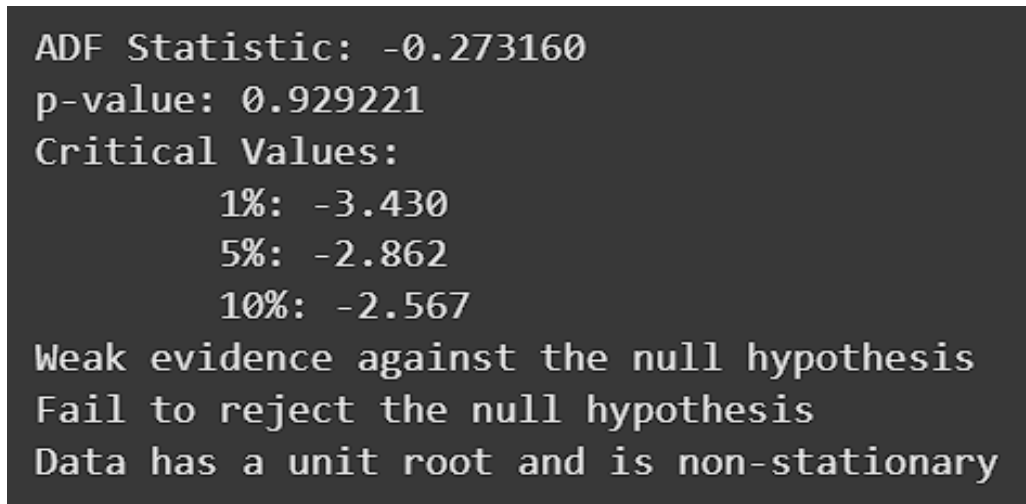 ADF Statistic: -0.273160
p-value: 0.929221
Critical Values:
1%: -3.430
5%: -2.862
10%: -2.567
Weak evidence against the null hypothesis
Fail to reject the null hypothesis
Data has a unit root and is non-stationary